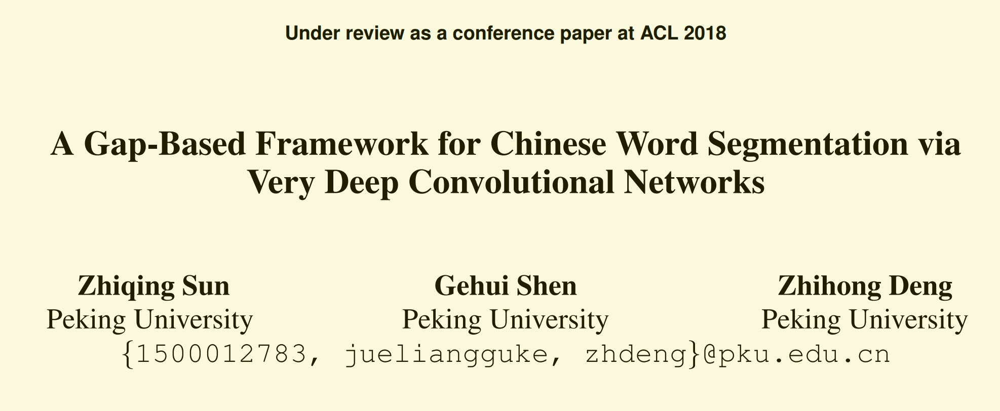 Under review as a conference paper at ACL 2018
A Gap-Based Framework for Chinese Word Segmentation via
Very Deep Convolutional Networks
Zhiqing Sun Gehui Shen Zhihong Deng
Peking University Peking University Peking University
{1500012783, jueliangguke, zhdeng}@pku.edu.cn